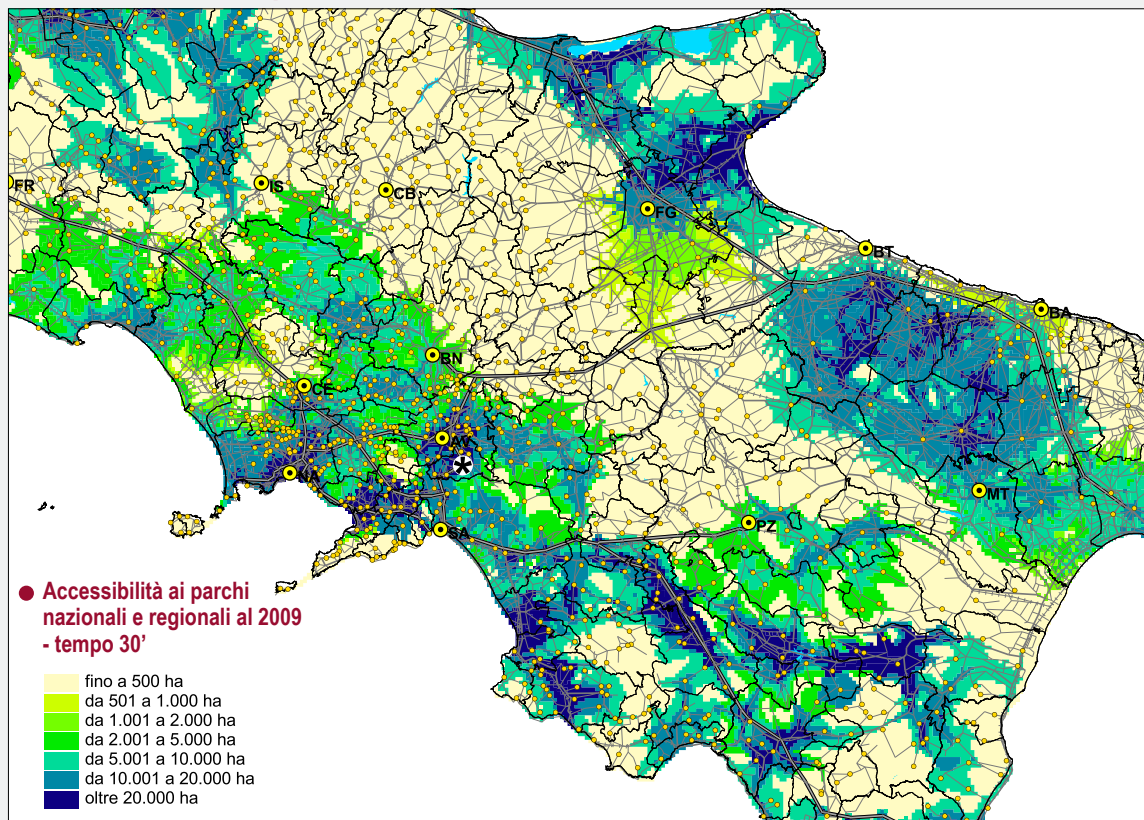 FR
IS
CB
FG
BT
BA
BN
CE
AV
NA
MT
SA
PZ
Accessibilità ai parchi
nazionali e regionali al 2009
- tempo 30’
fino a 500 ha
da 501 a 1.000 ha
da 1.001 a 2.000 ha
da 2.001 a 5.000 ha
da 5.001 a 10.000 ha
da 10.001 a 20.000 ha
oltre 20.000 ha